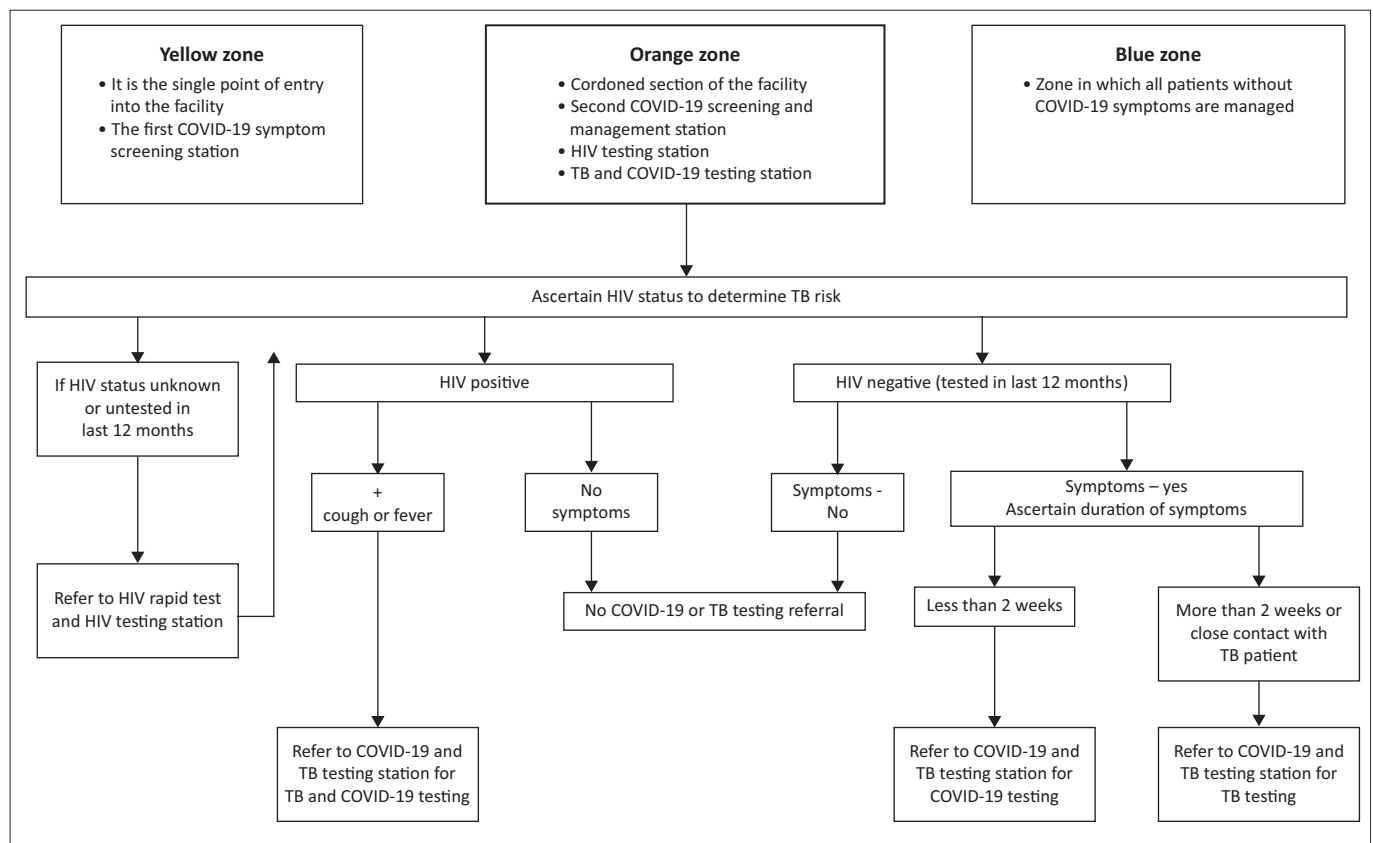 Yellow zone
• It is the single point of entry
into the facility
• The first COVID-19 symptom
screening station
Orange zone
• Cordoned section of the facility
• Second COVID-19 screening and
management station
• HIV testing station
• TB and COVID-19 testing station
Blue zone
• Zone in which all patients without
COVID-19 symptoms are managed
Ascertain HIV status to determine TB risk
If HIV status unknown
or untested in
last 12 months
HIV positive
HIV negative (tested in last 12 months)
+
cough or fever
No
symptoms
Symptoms -
No
Symptoms – yes
Ascertain duration of symptoms
Refer to HIV rapid test
and HIV testing station
No COVID-19 or TB testing referral
Less than 2 weeks
More than 2 weeks or
close contact with
TB patient
Refer to COVID-19 and
TB testing station for
TB and COVID-19 testing
Refer to COVID-19 and
TB testing station for
COVID-19 testing
Refer to COVID-19 and
TB testing station for
TB testing